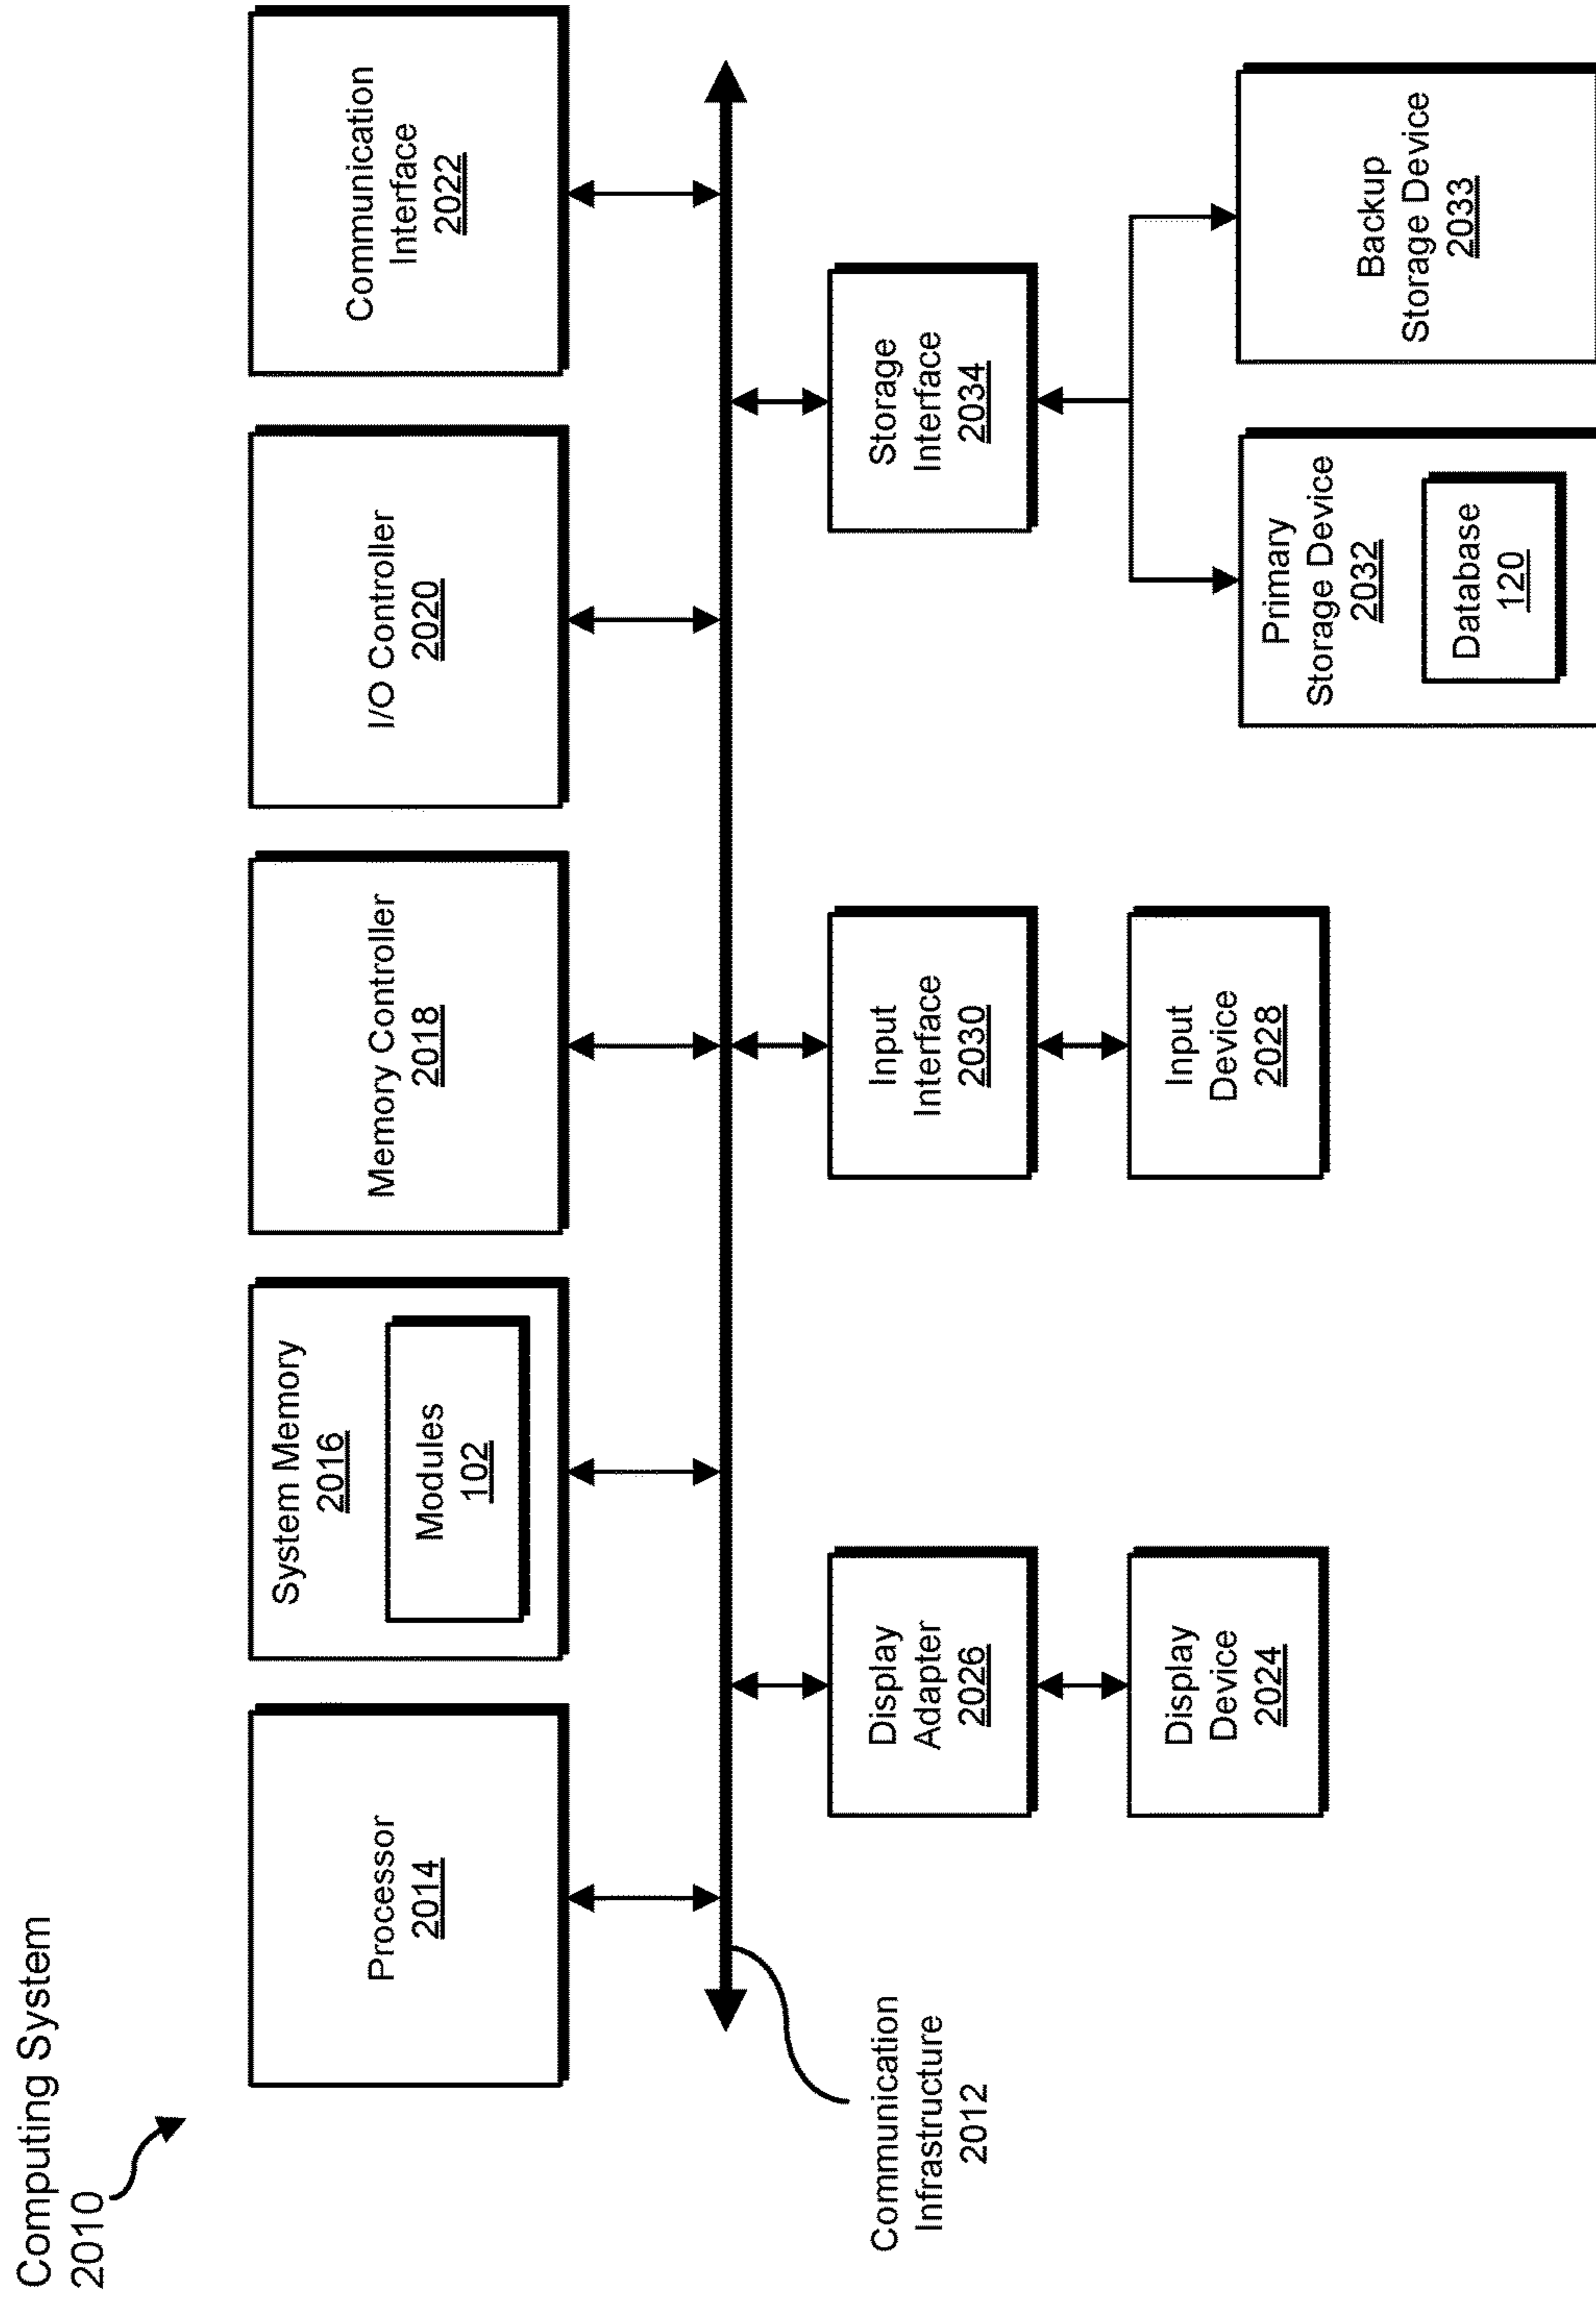 Computing System
2010
Processor
2014
System Memory
2016
Modules
102
Memory Controller
2018
I/O Controller
2020
Communication
Interface
2022
Communication
Infrastructure
2012
Display
Adapter
2026
Display
Device
2024
Input
Interface
2030
Input
Device
2028
Storage
Interface
2034
Primary
Storage Device
2032
Database
120
Backup
Storage Device
2033